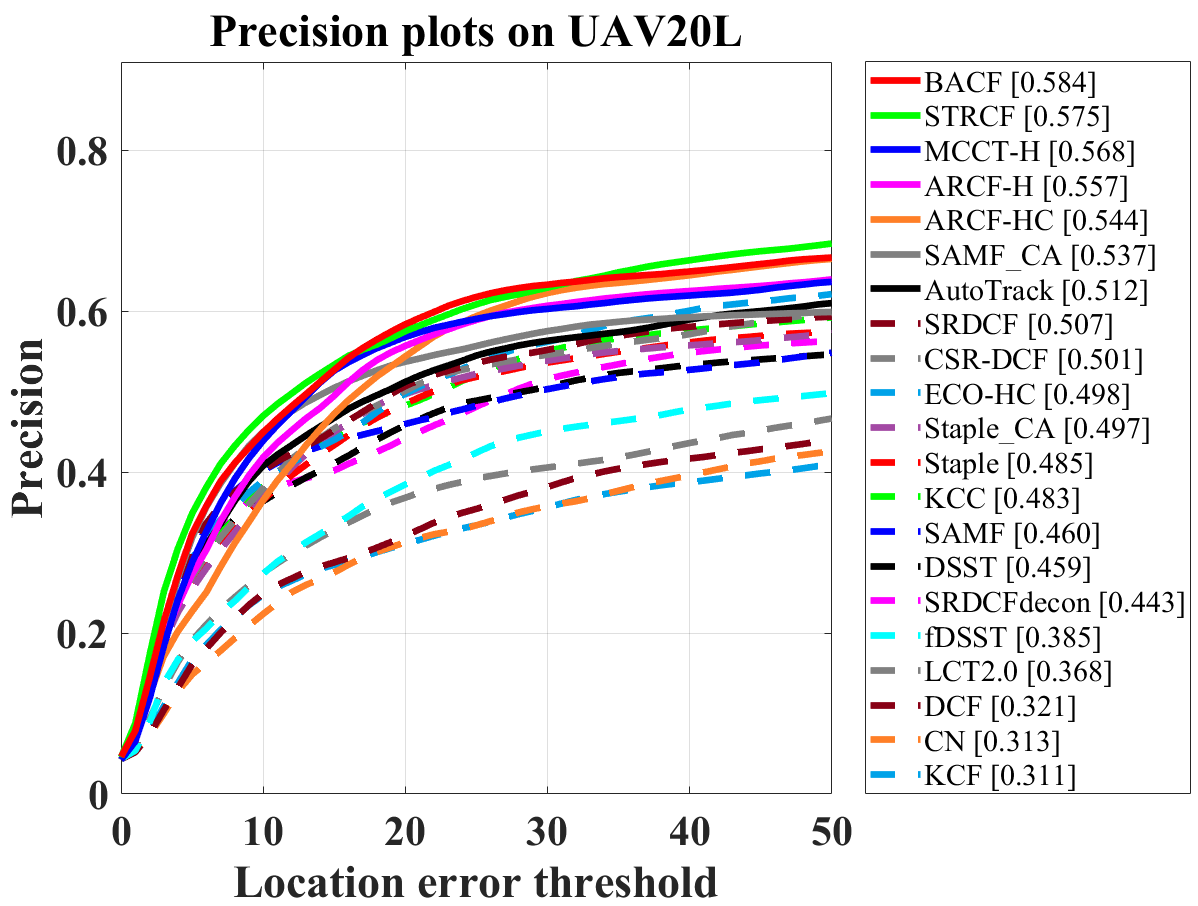 Precision plots on UAV20L
0.8
0.6
0.4
0.2
0
Precision
0
10
20
30
40
50
Location error threshold
BACF [0.584]
STRCF [0.575]
MCCT-H [0.568]
ARCF-H [0.557]
ARCF-HC [0.544]
SAMF_CA [0.537]
AutoTrack [0.512]
SRDCF [0.507]
CSR-DCF [0.501]
ECO-HC [0.498]
Staple_CA [0.497]
Staple [0.485]
KCC [0.483]
SAMF [0.460]
DSST [0.459]
SRDCFdecon [0.443]
fDSST [0.385]
LCT2.0 [0.368]
DCF [0.321]
CN [0.313]
KCF [0.311]